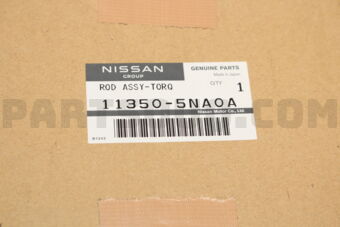 NISSAN
GROUP
GENUINE PARTS
Made in Japan
ROD ASSY-TORQ
QTY
1
11350-5NA0A
Nissan Motor Co., Ltd.